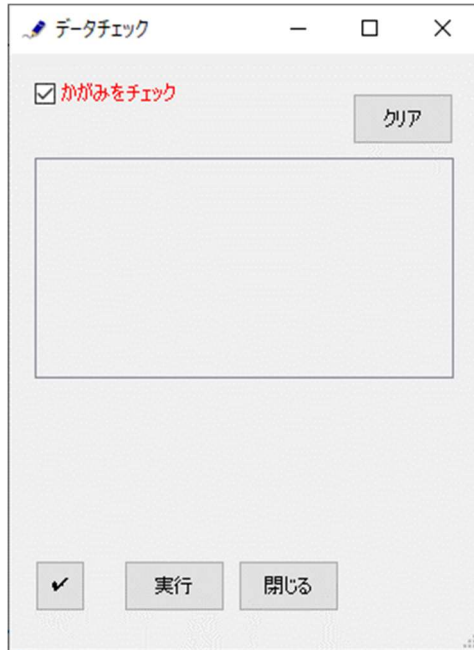 データチェック
かがみをチェック
クリア
実行
閉じる